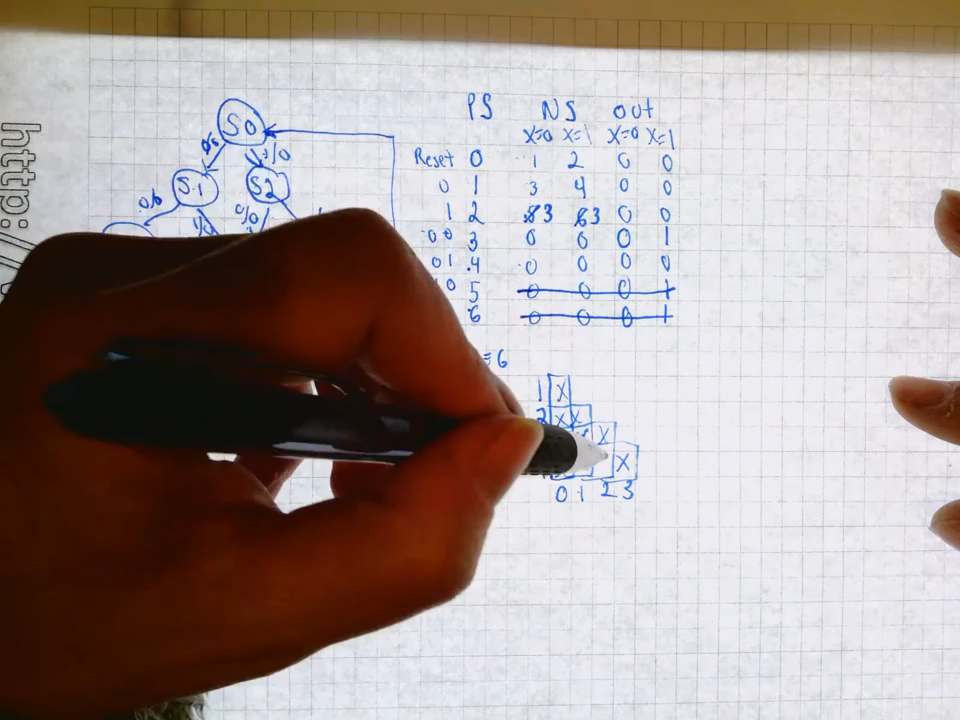 http://
PS NS OUT
X=0 X=1 X=0 X=1
Reset 0 1 2 0 0
0 1 3 4 0 0
1 2 3 3 0 0
00 3 0 0 0 1
01 4 0 0 0 0
0 5 0 0 0 1
6 0 0 0 1
= 6
S0
0/0 1/0
S1 S2
0/0 1/0 0/0
1 X
2 X X
X
X
0 1 2 3